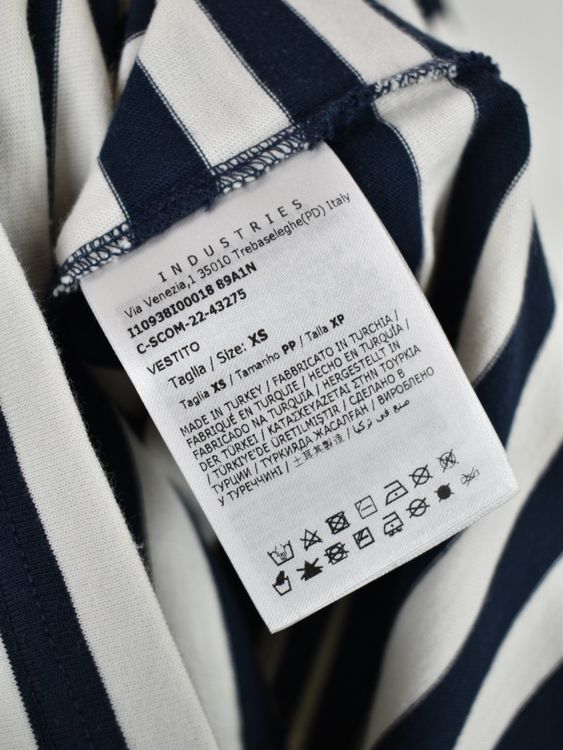 INDUSTRIES
Via Venezia,1 35010 Trebaseleghe(PD) Italy
I10938I00018 89A1N
C-SCOM-22-43275
VESTITO
Taglia / Size: XS
Taglia XS / Tamanho PP / Talla XP
MADE IN TURKEY / FABBRICATO IN TURCHIA /
FABRIQUÉ EN TURQUIE / HECHO EN TURQUÍA /
FABRICADO NA TURQUIA / HERGESTELLT IN
DER TÜRKEI / ΚΑΤΑΣΚΕΥΑΖΕΤΑΙ ΣΤΗΝ ΤΟΥΡΚΙΑ
/ TÜRKİYE'DE ÜRETİLMİŞTİR / СДЕЛАНО В
ТУРЦИИ / ТУРКИЯДА ЖАСАЛҒАН / ВИРОБЛЕНО
У ТУРЕЧЧИНІ / 土耳其製造 / صنع في تركيا